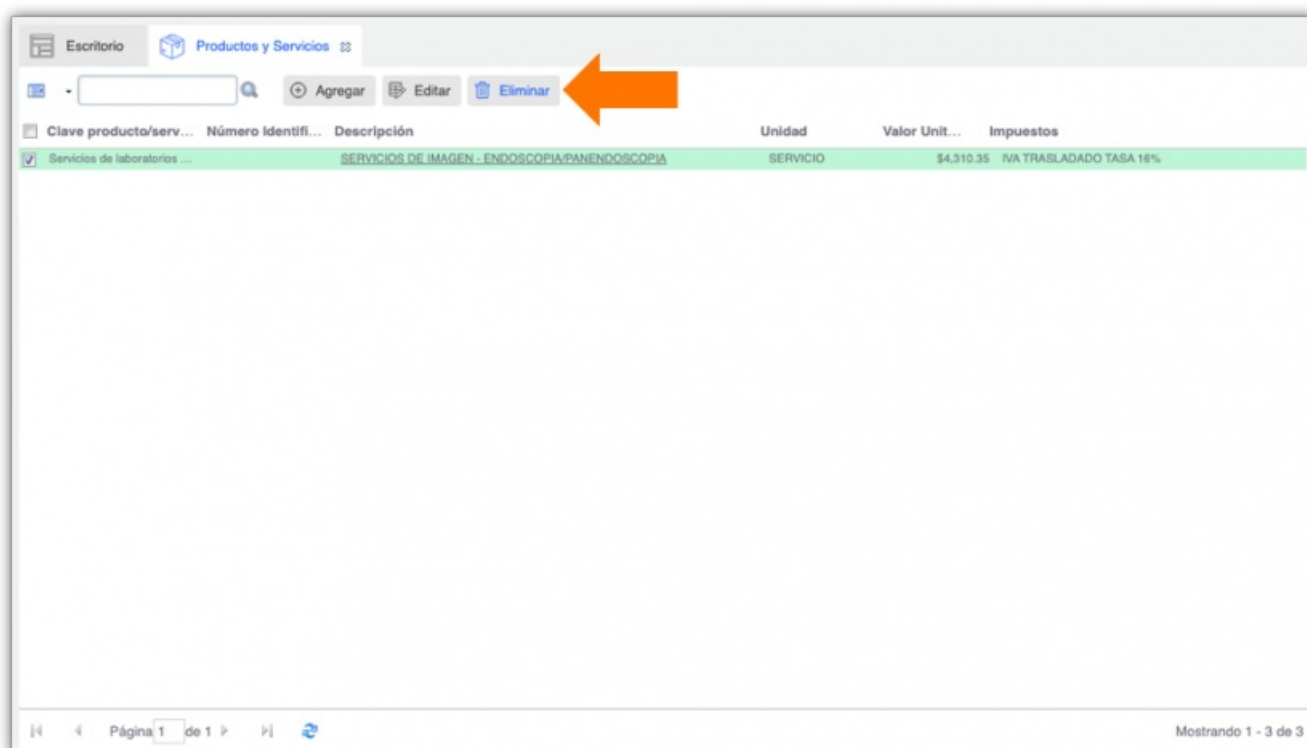 Escritorio Productos y Servicios
Agregar Editar Eliminar
Clave producto/serv... Número Identifi... Descripción Unidad Valor Unit... Impuestos
Servicios de laboratorios ... SERVICIOS DE IMAGEN - ENDOSCOPIA/PANENDOSCOPIA SERVICIO $4,310.35 IVA TRASLADADO TASA 16%
Página 1 de 1 Mostrando 1 - 3 de 3